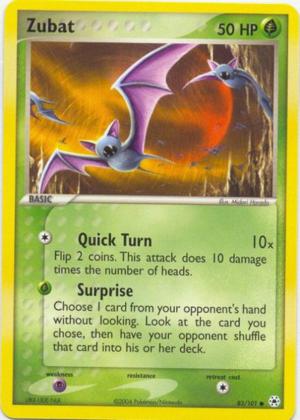 Zubat
50 HP
Illus. Midori Harada
BASIC
Quick Turn 10x
Flip 2 coins. This attack does 10 damage
times the number of heads.
Surprise
Choose 1 card from your opponent's hand
without looking. Look at the card you
chose, then have your opponent shuffle
that card into his or her deck.
weakness
resistance
retreat cost
©2004 Pokémon/Nintendo
83/101